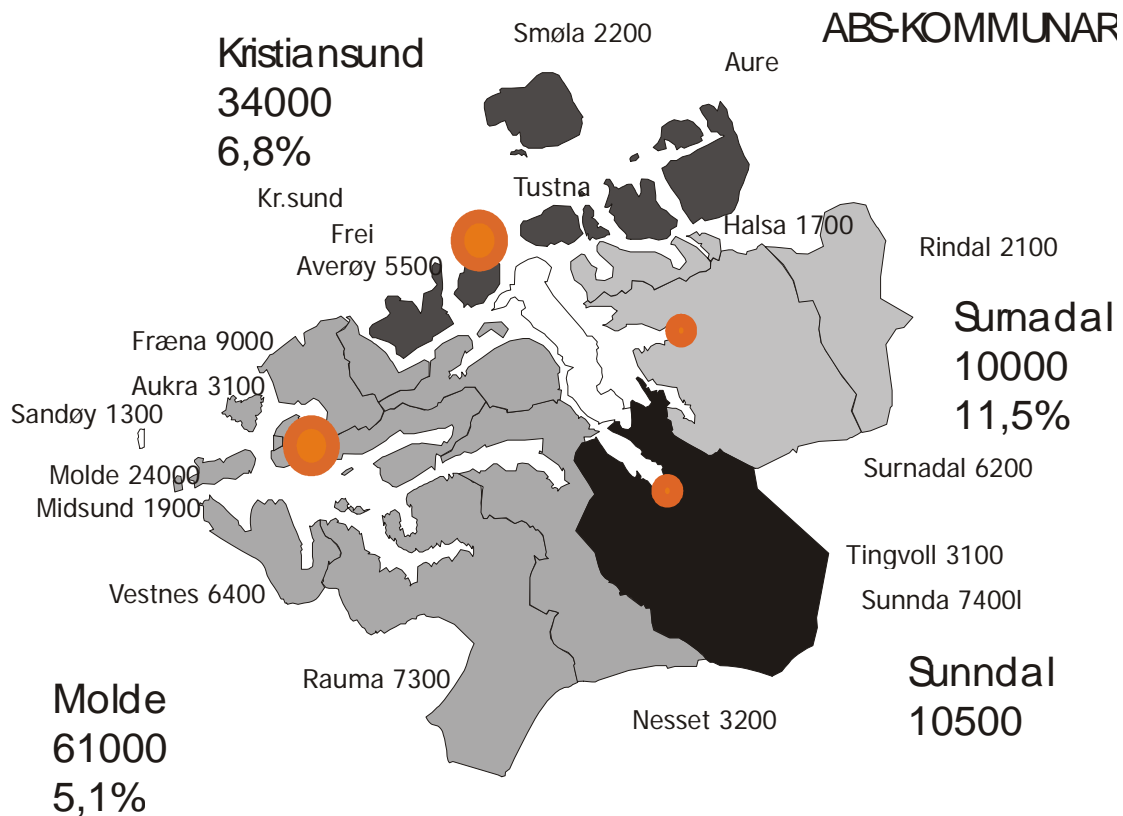 ABS-KOMMUNAR
Smøla 2200
Kristiansund
34000
6,8%
Aure
Kr.sund
Tustna
Frei
Halsa 1700
Averøy 5500
Rindal 2100
Surnadal
10000
11,5%
Fræna 9000
Aukra 3100
Sandøy 1300
Molde 24000
Midsund 1900
Surnadal 6200
Tingvoll 3100
Vestnes 6400
Sunnda 7400l
Rauma 7300
Nesset 3200
Sunndal
10500
Molde
61000
5,1%